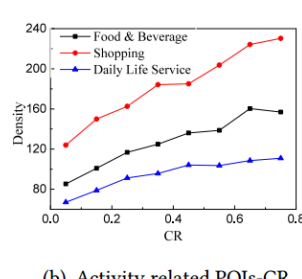 240
Food & Beverage
Shopping
200
Daily Life Service
160
120
80
Density
0.0 0.2 0.4 0.6 0.8
CR
(b) Activity related POIs-CR